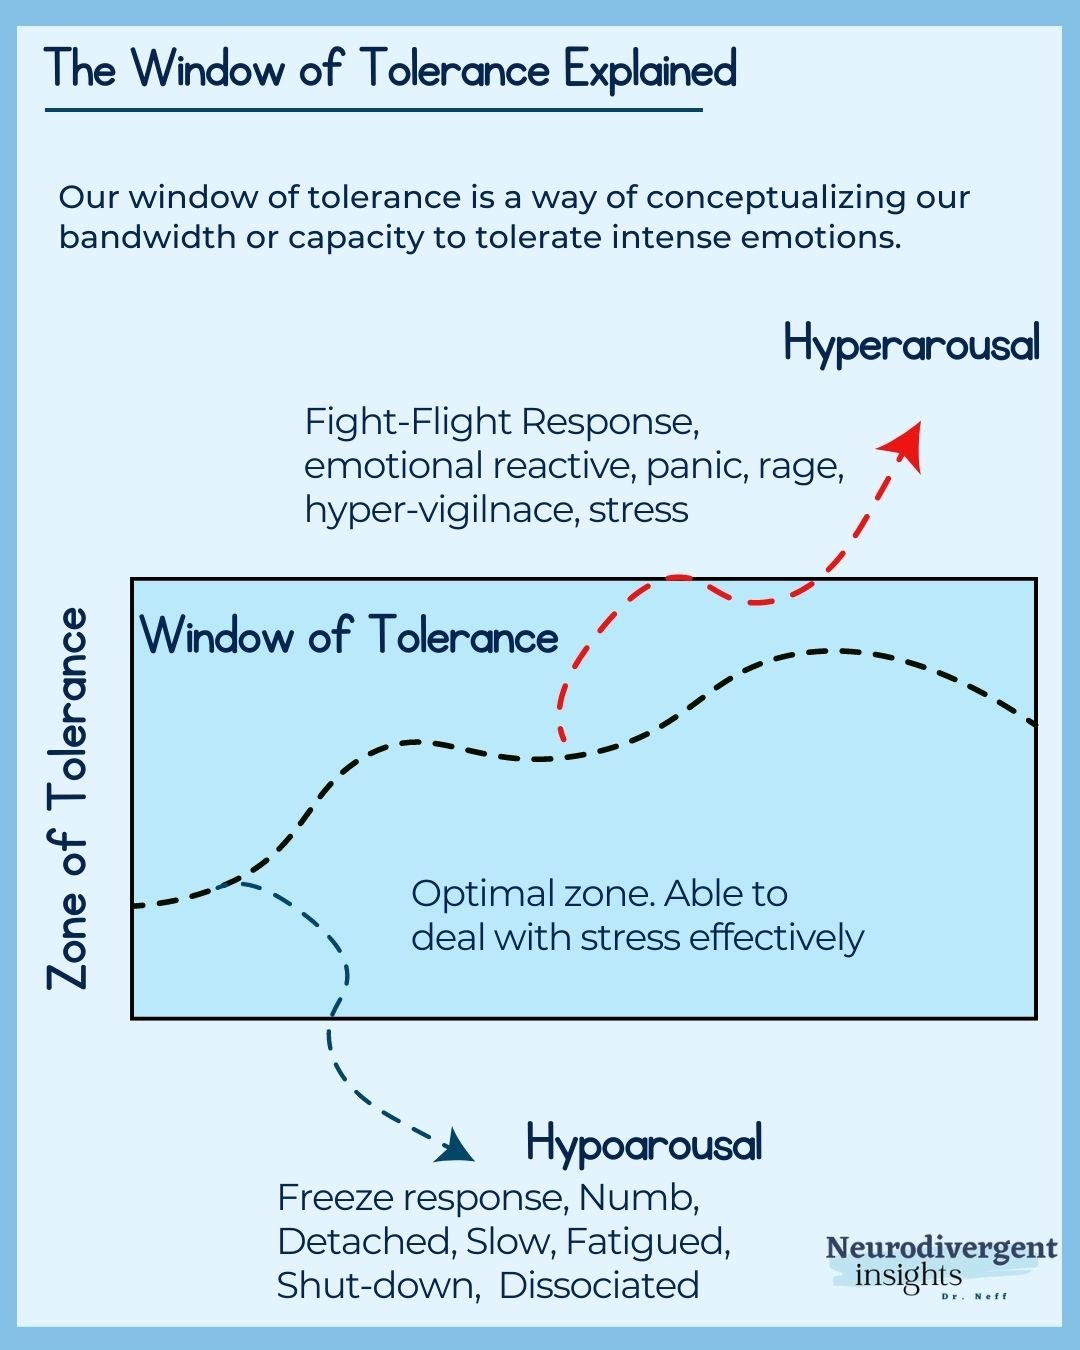 The Window of Tolerance Explained
Our window of tolerance is a way of conceptualizing our
bandwidth or capacity to tolerate intense emotions.
Hyperarousal
Fight-Flight Response,
emotional reactive, panic, rage,
hyper-vigilnace, stress
Zone of Tolerance
Window of Tolerance
Optimal zone. Able to
deal with stress effectively
Hypoarousal
Freeze response, Numb,
Detached, Slow, Fatigued,
Shut-down, Dissociated
Neurodivergent
insights
Dr. Neff